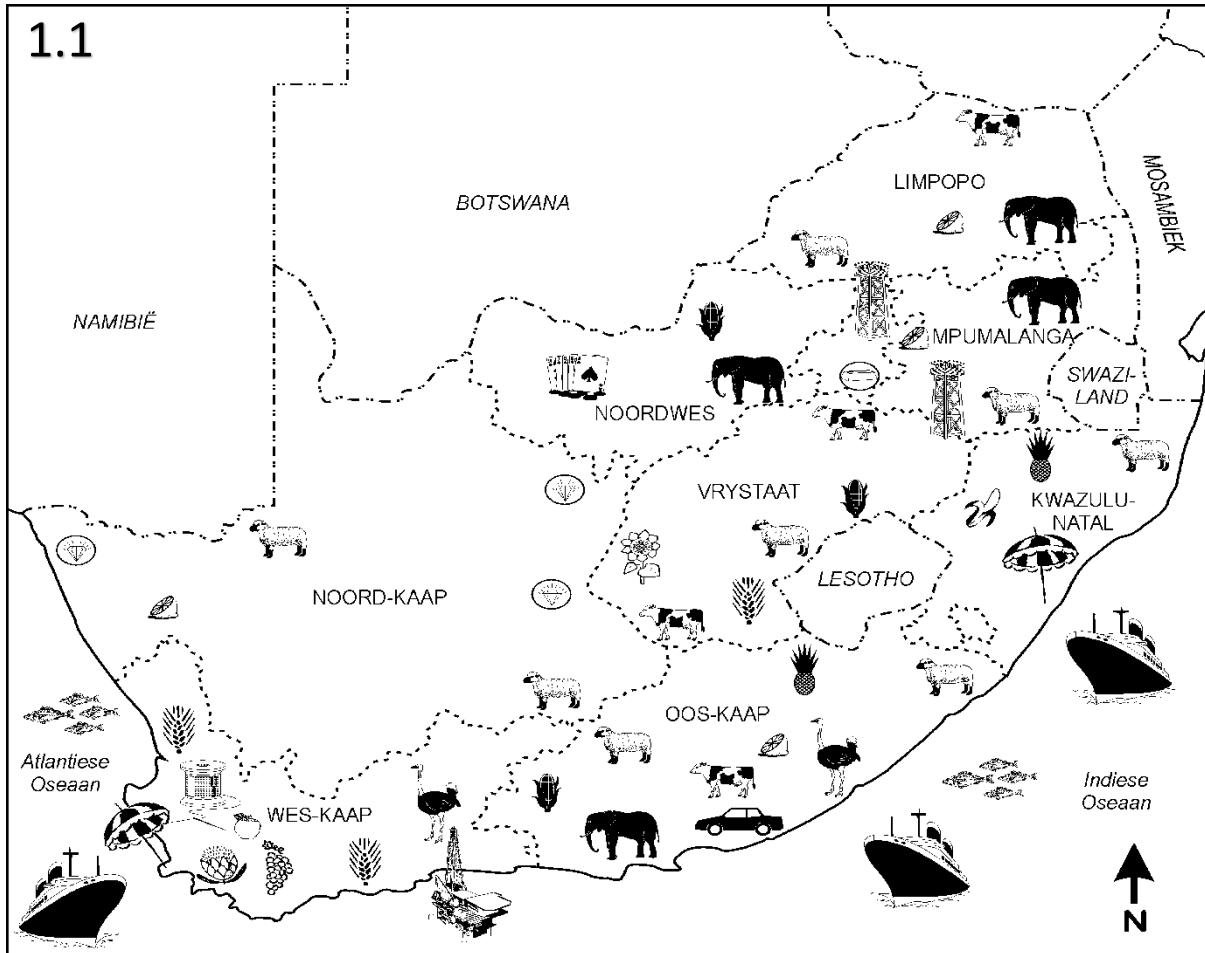 1.1
LIMPOPO
MOSAMBIEK
BOTSWANA
NAMIBIË
MPUMALANGA
SWAZI-
LAND
NOORDWES
VRYSTAAT
KWAZULU-
NATAL
LESOTHO
NOORD-KAAP
OOS-KAAP
Atlantiese
Oseaan
Indiese
Oseaan
WES-KAAP
N